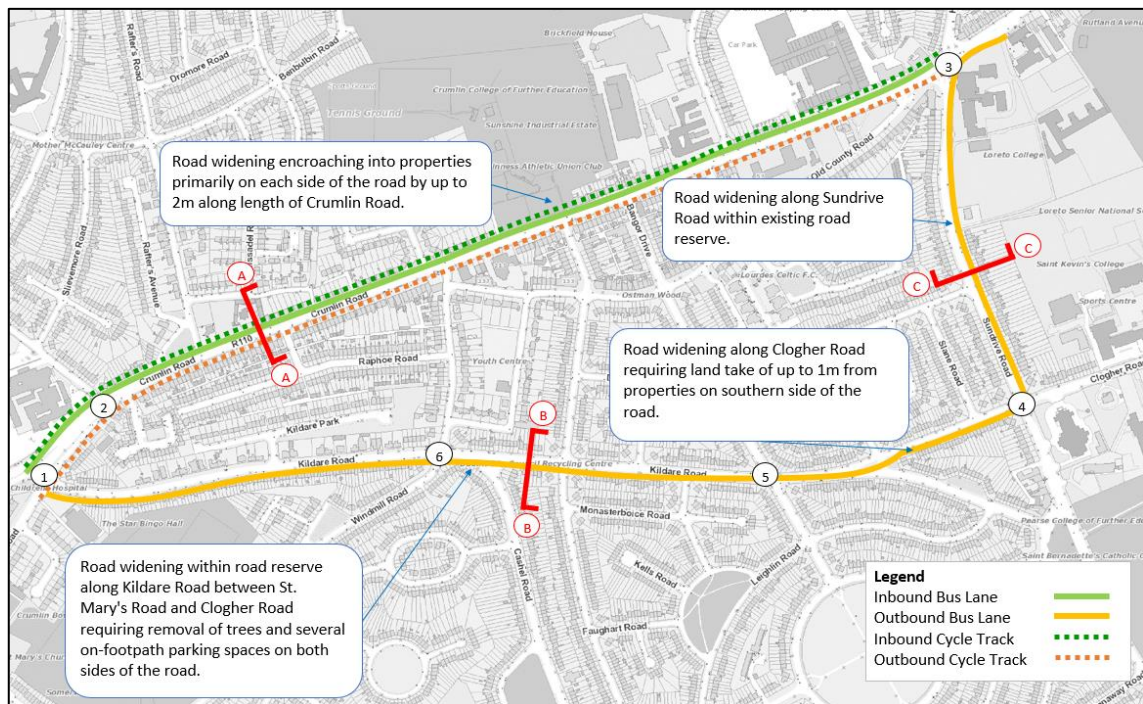 Brickfield House
Rutland Avenue
Rafter's Road
Dromore Road
Benbulbin Road
Car Park
Crumlin College of Further Education
Tennis Ground
Sunshine Industrial Estate
Mother McCauley Centre
3
Road widening encroaching into properties
primarily on each side of the road by up to
2m along length of Crumlin Road.
Old County Road
Loreto College
Road widening along Sundrive
Road within existing road
reserve.
Loreto Senior National
Slievemore Road
Rafter's Avenue
Bangor Drive
Saint Kevin's College
A
C
C
Lourdes Celtic F.C.
Sports Centre
Crumlin Road
Ostman
R110
A
Road widening along Clogher Road
requiring land take of up to 1m from
properties on southern side of the
road.
Sundrive Road
Raphoe Road
Youth Centre
Slane Road
Clogher Road
Crumlin Road
2
4
Kildare Park
B
6
Kildare Road
Recycling Centre
Kildare Road
5
1
Children's Hospital
The Star Bingo Hall
Windmill Road
B
Monasterboice Road
Pearse College of Further
Saint Bernadette's Catholic
Cashel Road
Kells Road
Leighlin Road
Faughart Road
Road widening within road reserve
along Kildare Road between St.
Mary's Road and Clogher Road
requiring removal of trees and several
on-footpath parking spaces on both
sides of the road.
Legend
Inbound Bus Lane
Outbound Bus Lane
Inbound Cycle Track
Outbound Cycle Track